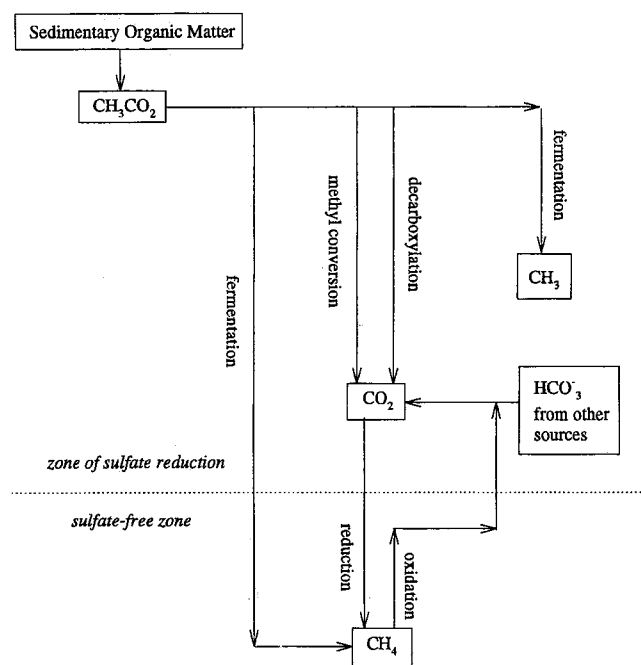 Sedimentary Organic Matter
CH₃CO₂
fermentation
methyl conversion
decarboxylation
fermentation
CH₃
CO₂
HCO⁻₃
from other
sources
zone of sulfate reduction
sulfate-free zone
reduction
oxidation
CH₄